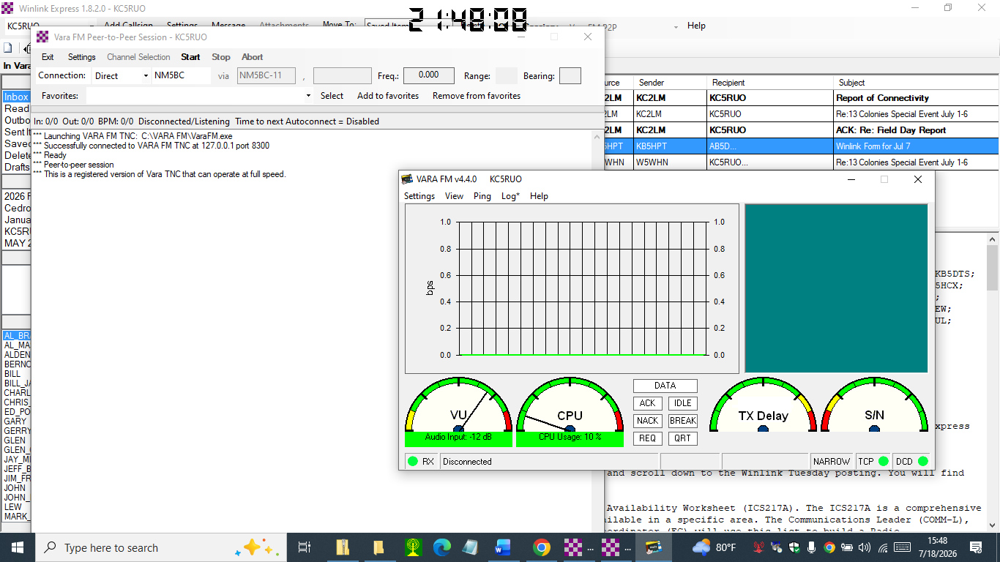 Winlink Express 1.8.2.0 - KC5RUO
21:48:08
KC5RUO Add Callsign Settings Message Attachments Move To: Saved Items P2P Help
Vara FM Peer-to-Peer Session - KC5RUO
Exit Settings Channel Selection Start Stop Abort
Connection: Direct NM5BC via NM5BC-11 , Freq.: 0.000 Range: Bearing:
Favorites: Select Add to favorites Remove from favorites
In: 0/0 Out: 0/0 BPM: 0/0 Disconnected/Listening Time to next Autoconnect = Disabled
*** Launching VARA FM TNC: C:\VARA FM\VaraFM.exe
*** Successfully connected to VARA FM TNC at 127.0.0.1 port 8300
*** Ready
*** Peer-to-peer session
*** This is a registered version of Vara TNC that can operate at full speed.
In Vara
Inbox
Read
Outbo
Sent It
Saved
Delete
Drafts
2026 F
Cedro
Janua
KC5RU
MAY 2
AL_BR
AL_MA
ALDEN
BERNC
BILL
BILL_JA
CHARL
CHRIS_
ED_PO
GARY
GERRY
GLEN
GLEN_
JAY_M
JEFF_B
JIM_FR
JOHN
JOHN_
LEW
MARK_
urce Sender Recipient Subject
C2LM KC2LM KC5RUO Report of Connectivity
C2LM KC2LM KC5RUO Re:13 Colonies Special Event July 1-6
C2LM KC2LM KC5RUO ACK: Re: Field Day Report
5HPT KB5HPT AB5D... Winlink Form for Jul 7
5WHN W5WHN KC5RUO... Re:13 Colonies Special Event July 1-6
VARA FM v4.4.0 KC5RUO
Settings View Ping Log* Help
1.0 1.0
0.8 0.8
0.6 0.6
bps
0.4 0.4
0.2 0.2
0.0 0.0
VU
Audio Input: -12 dB
CPU
CPU Usage: 10 %
DATA
ACK IDLE
NACK BREAK
REQ QRT
TX Delay
S/N
RX Disconnected NARROW TCP DCD
KB5DTS;
5HCX;
;
EW;
UL;
xpress
and scroll down to the Winlink Tuesday posting. You will find
Availability Worksheet (ICS217A). The ICS217A is a comprehensive
ilable in a specific area. The Communications Leader (COMM-L),
Type here to search
80°F
15:48
7/18/2026